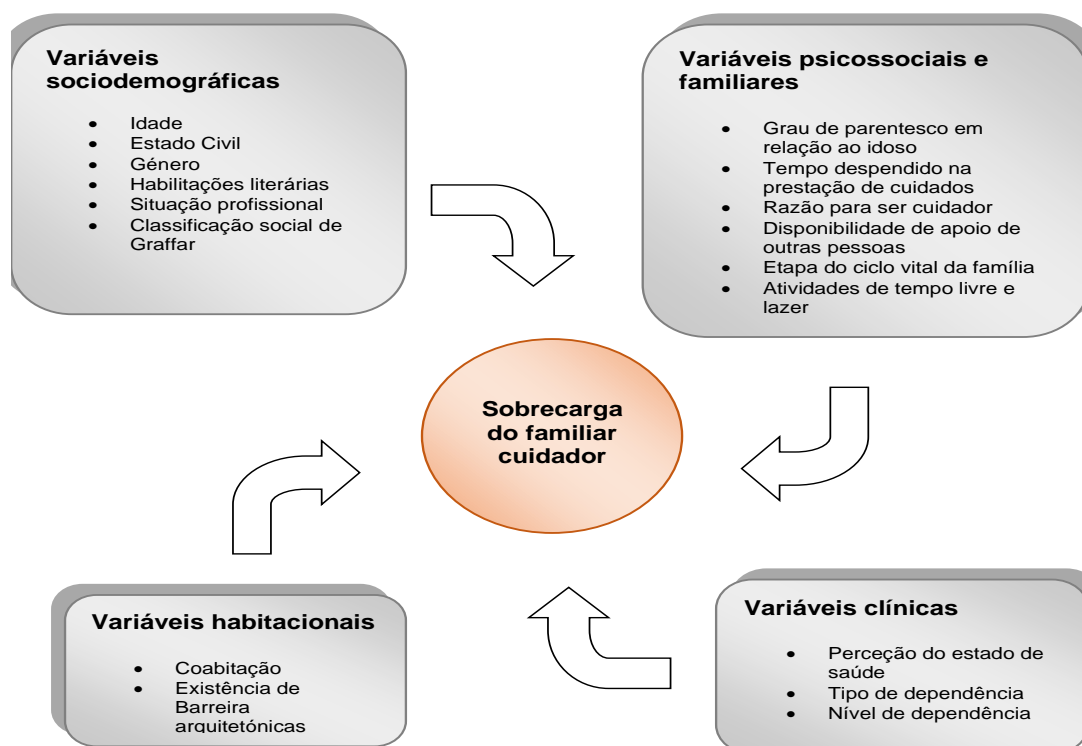 Variáveis
sociodemográficas
• Idade
• Estado Civil
• Género
• Habilitações literárias
• Situação profissional
• Classificação social de
Graffar
Variáveis psicossociais e
familiares
• Grau de parentesco em
relação ao idoso
• Tempo despendido na
prestação de cuidados
• Razão para ser cuidador
• Disponibilidade de apoio de
outras pessoas
• Etapa do ciclo vital da família
• Atividades de tempo livre e
lazer
Sobrecarga
do familiar
cuidador
Variáveis habitacionais
• Coabitação
• Existência de
Barreira
arquitetónicas
Variáveis clínicas
• Perceção do estado de
saúde
• Tipo de dependência
• Nível de dependência